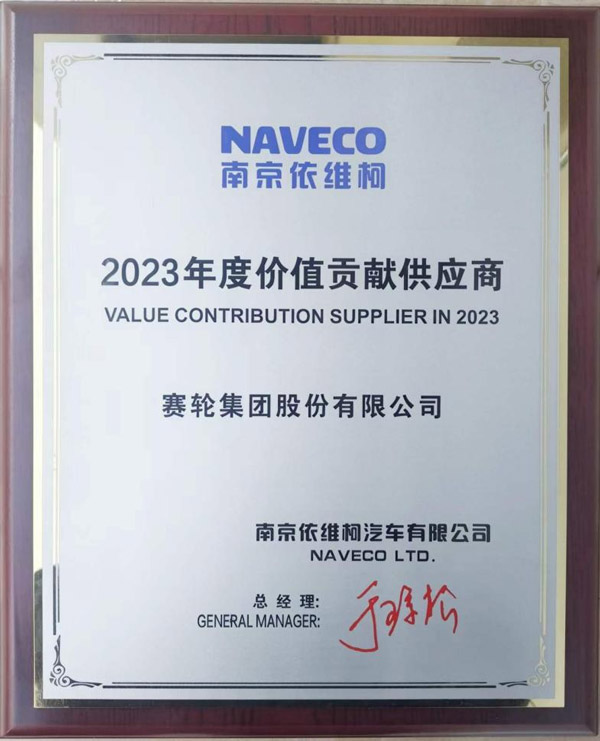 NAVECO
南京依维柯
2023年度价值贡献供应商
VALUE CONTRIBUTION SUPPLIER IN 2023
赛轮集团股份有限公司
南京依维柯汽车有限公司
NAVECO LTD.
总经理:
GENERAL MANAGER: